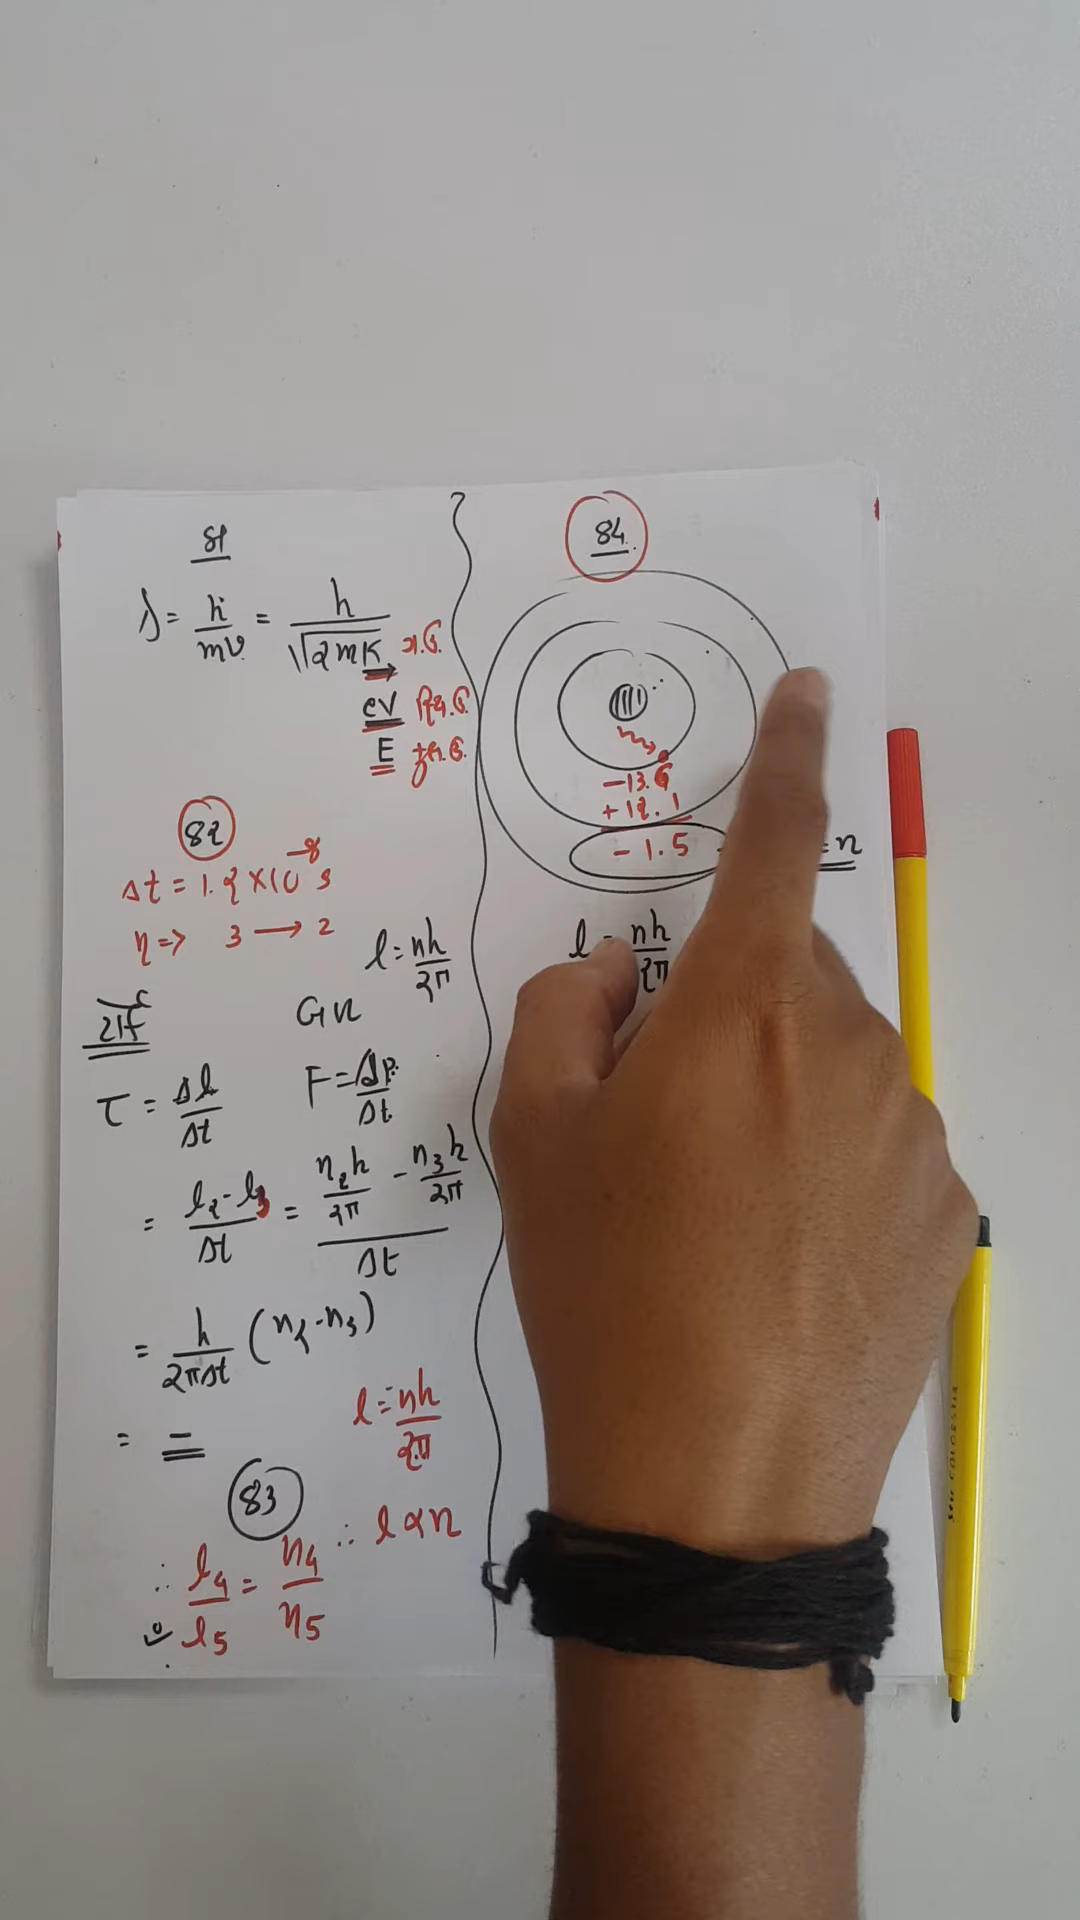 81
λ = h/mv = h/√2mK
eV
E
82
Δt = 1.2 × 10^-8 s
n => 3 → 2
l = nh/2π
τ = Δl/Δt
F = Δp/Δt
= l₂ - l₃/Δt = n₂h/2π - n₃h/2π/Δt
= h/2πΔt (n₂ - n₃)
= =
l = nh/2π
83
∴ l ∝ n
∴ l₄/l₅ = n₄/n₅
84
-13.6
+12.1
-1.5
= n
l = nh/2π